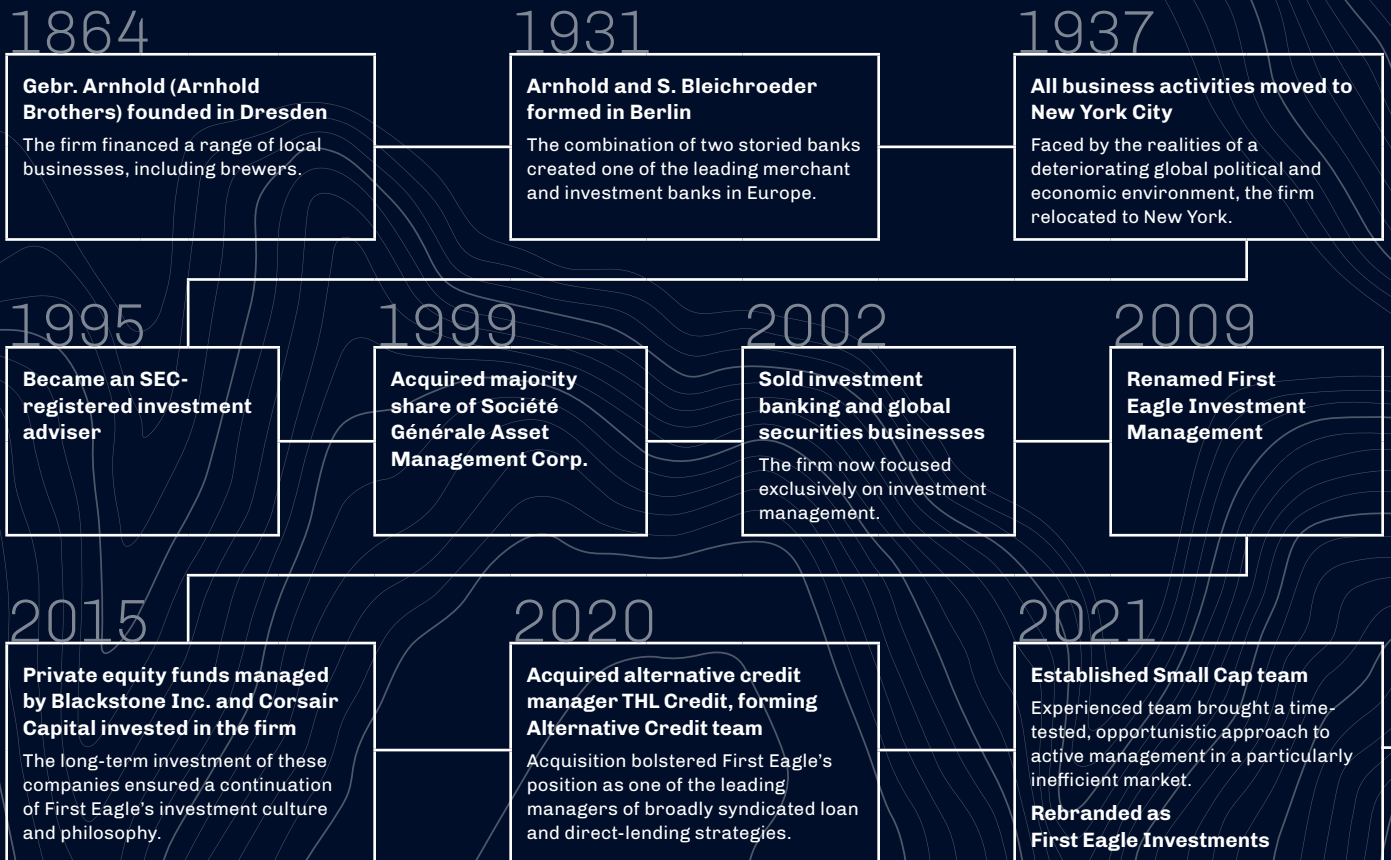 1864
Gebr. Arnhold (Arnhold
Brothers) founded in Dresden
The firm financed a range of local
businesses, including brewers.
1931
Arnhold and S. Bleichroeder
formed in Berlin
The combination of two storied banks
created one of the leading merchant
and investment banks in Europe.
1937
All business activities moved to
New York City
Faced by the realities of a
deteriorating global political and
economic environment, the firm
relocated to New York.
1995
Became an SEC-
registered investment
adviser
1999
Acquired majority
share of Société
Générale Asset
Management Corp.
2002
Sold investment
banking and global
securities businesses
The firm now focused
exclusively on investment
management.
2009
Renamed First
Eagle Investment
Management
2015
Private equity funds managed
by Blackstone Inc. and Corsair
Capital invested in the firm
The long-term investment of these
companies ensured a continuation
of First Eagle’s investment culture
and philosophy.
2020
Acquired alternative credit
manager THL Credit, forming
Alternative Credit team
Acquisition bolstered First Eagle’s
position as one of the leading
managers of broadly syndicated loan
and direct-lending strategies.
2021
Established Small Cap team
Experienced team brought a time-
tested, opportunistic approach to
active management in a particularly
inefficient market.
Rebranded as
First Eagle Investments